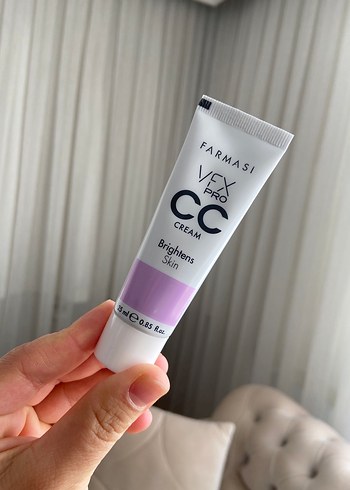 FARMASI
VFX
PRO
CC
CREAM
Brightens
Skin
25 ml ℮ 0.85 fl.oz.